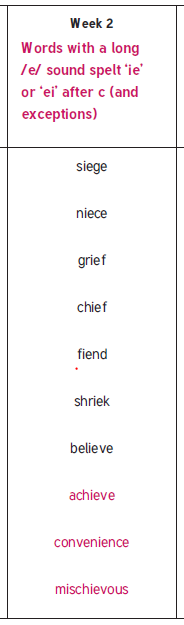 Week 2
Words with a long
/e/ sound spelt ‘ie’
or ‘ei’ after c (and
exceptions)
siege
niece
grief
chief
fiend
shriek
believe
achieve
convenience
mischievous